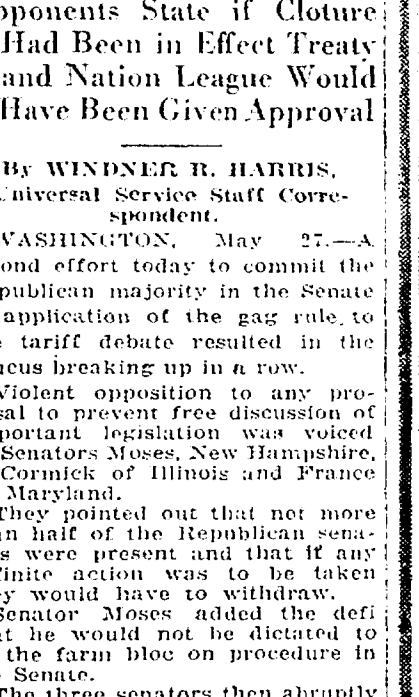 pponents State if Cloture
Had Been in Effect Treaty
and Nation League Would
Have Been Given Approval
By WINDNER R. HARRIS,
Universal Service Staff Corre-
spondent.
WASHINGTON, May 27.—A
ond effort today to commit the
publican majority in the Senate
application of the gag rule, to
e tariff debate resulted in the
ucus breaking up in a row.
Violent opposition to any pro-
sal to prevent free discussion of
portant legislation was voiced
Senators Moses, New Hampshire,
Cormick of Illinois and France
Maryland.
They pointed out that not more
an half of the Republican sena-
s were present and that if any
finite action was to be taken
ey would have to withdraw.
Senator Moses added the defi
at he would not be dictated to
the farm bloc on procedure in
Senate.
The three senators then abruptly